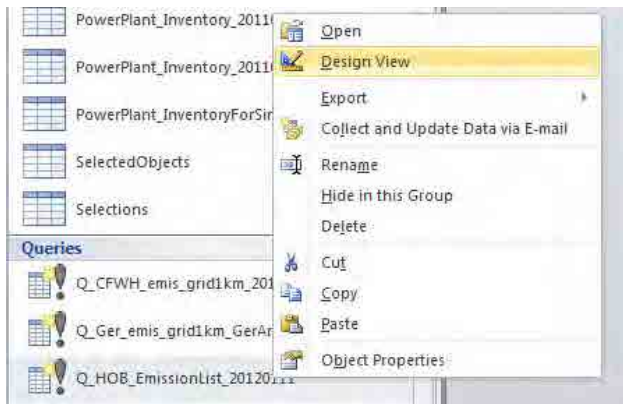 PowerPlant_Inventory_2011
PowerPlant_Inventory_2011
PowerPlant_InventoryForSin
SelectedObjects
Selections
Queries
Q_CFWH_emis_grid1km_201
Q_Ger_emis_grid1km_GerAr
Q_HOB_EmissionList_20120111
Open
Design View
Export
Collect and Update Data via E-mail
Rename
Hide in this Group
Delete
Cut
Copy
Paste
Object Properties